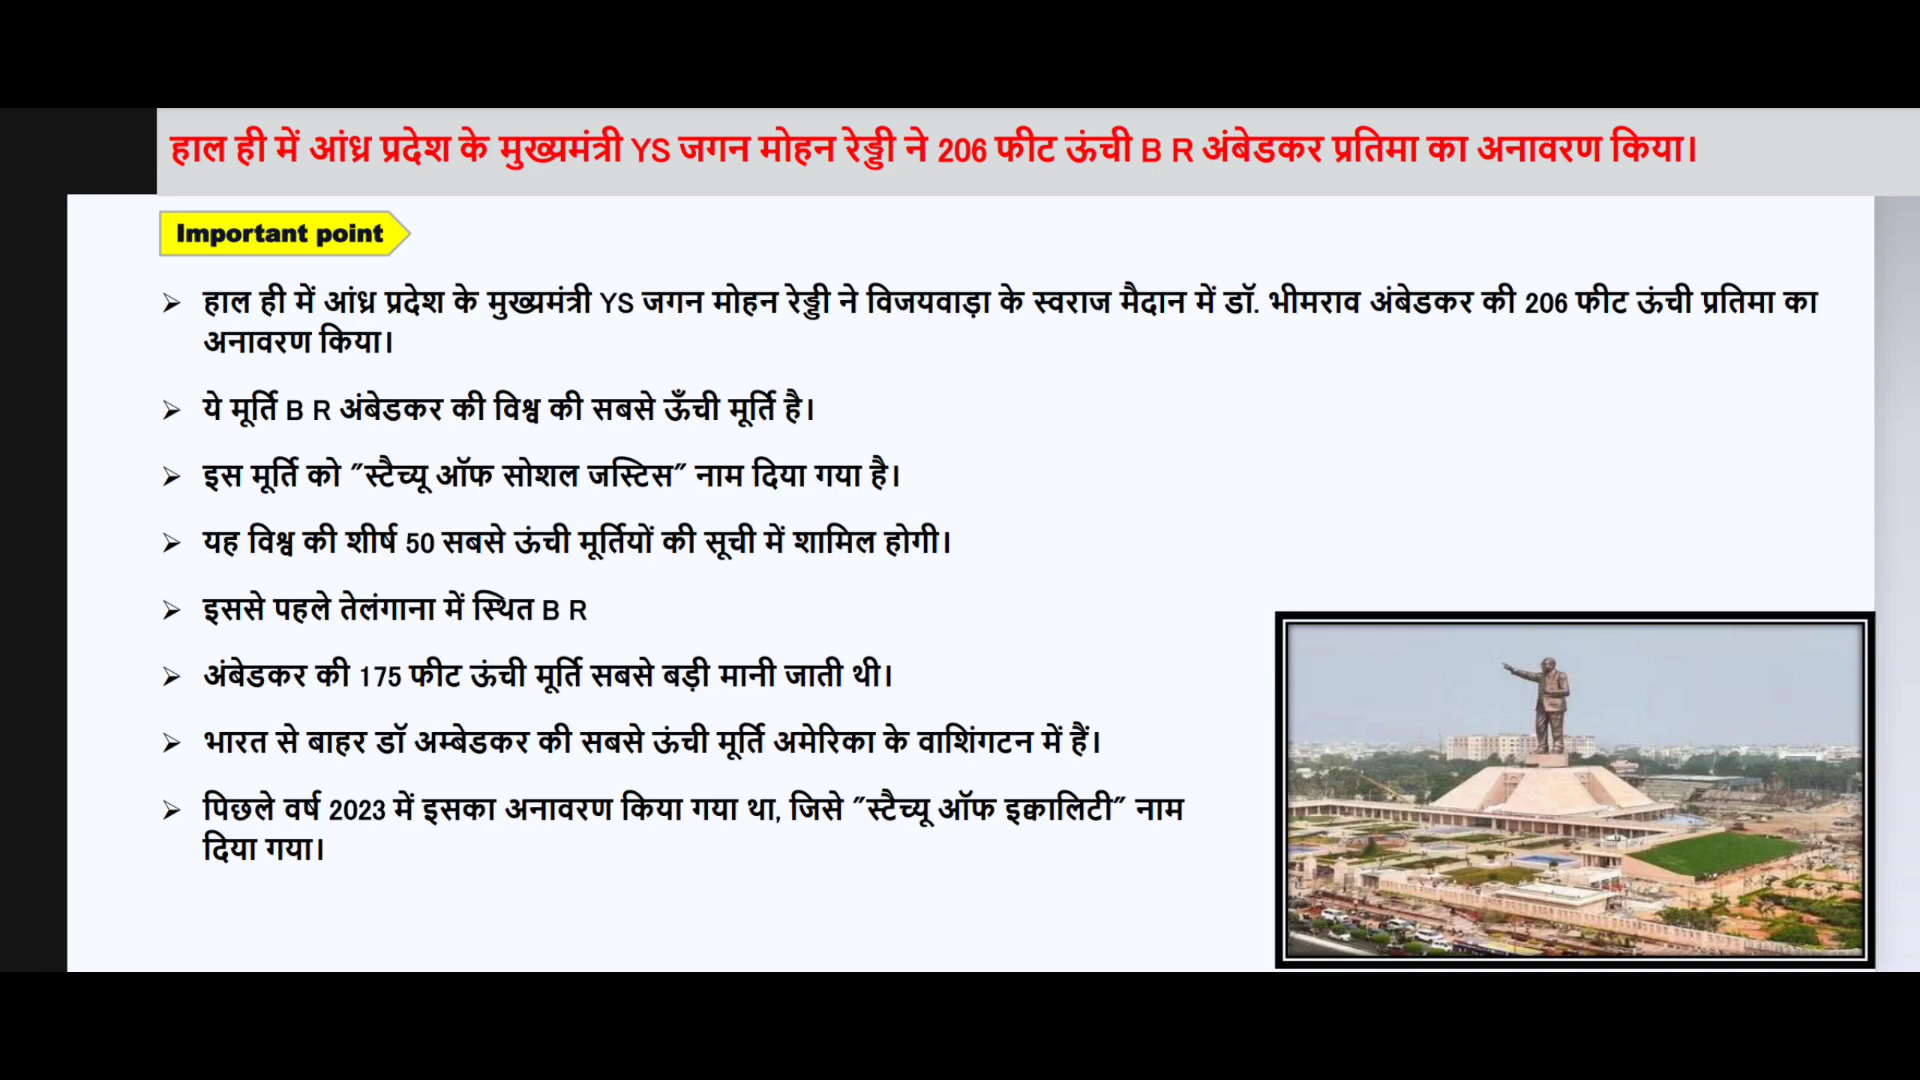 हाल ही में आंध्र प्रदेश के मुख्यमंत्री YS जगन मोहन रेड्डी ने 206 फीट ऊंची B R अंबेडकर प्रतिमा का अनावरण किया।
Important point
➢ हाल ही में आंध्र प्रदेश के मुख्यमंत्री YS जगन मोहन रेड्डी ने विजयवाड़ा के स्वराज मैदान में डॉ. भीमराव अंबेडकर की 206 फीट ऊंची प्रतिमा का
अनावरण किया।
➢ ये मूर्ति B R अंबेडकर की विश्व की सबसे ऊँची मूर्ति है।
➢ इस मूर्ति को "स्टैच्यू ऑफ सोशल जस्टिस" नाम दिया गया है।
➢ यह विश्व की शीर्ष 50 सबसे ऊंची मूर्तियों की सूची में शामिल होगी।
➢ इससे पहले तेलंगाना में स्थित B R
➢ अंबेडकर की 175 फीट ऊंची मूर्ति सबसे बड़ी मानी जाती थी।
➢ भारत से बाहर डॉ अम्बेडकर की सबसे ऊंची मूर्ति अमेरिका के वाशिंगटन में हैं।
➢ पिछले वर्ष 2023 में इसका अनावरण किया गया था, जिसे "स्टैच्यू ऑफ इक्वालिटी" नाम
दिया गया।